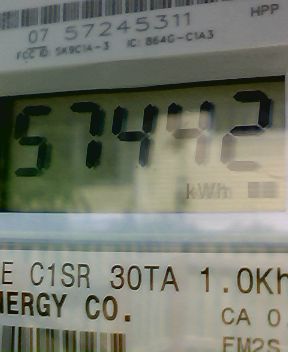 07 57245311
HPP
FCC ID: SK9C1A-3 IC: 864G-C1A3
57442
kWh
E C1SR 30TA 1.0Kh
NERGY CO.
CA 0.
FM2S